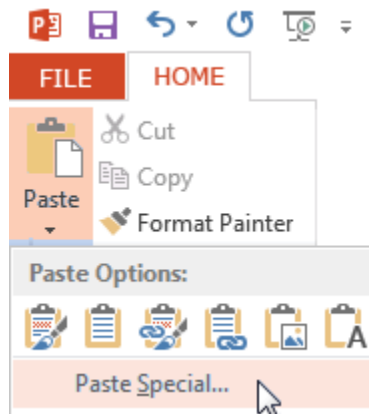 FILE HOME
Cut
Copy
Paste
Format Painter
Paste Options:
Paste Special...